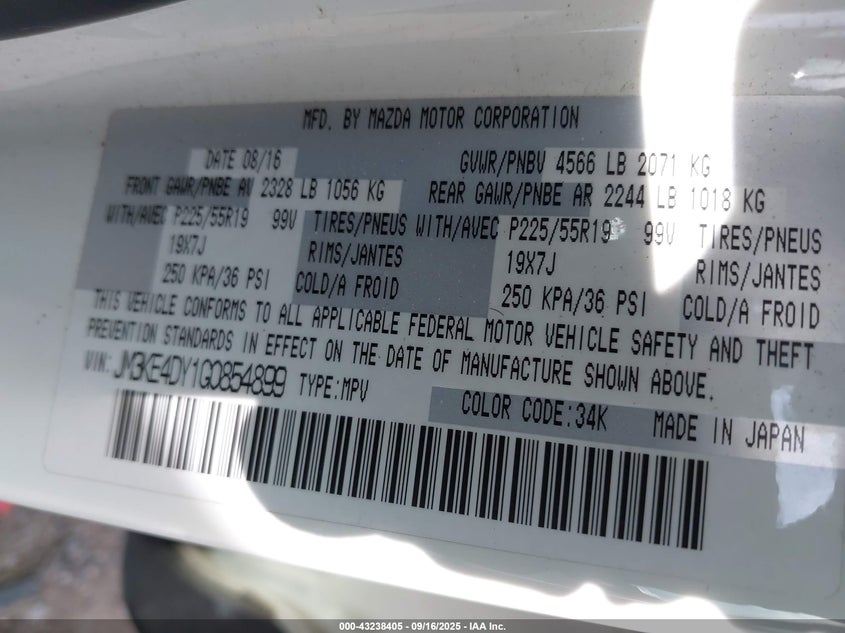 MFD. BY MAZDA MOTOR CORPORATION
DATE 08/16 GVWR/PNBV 4566 LB 2071 KG
FRONT GAWR/PNBE AV 2328 LB 1056 KG REAR GAWR/PNBE AR 2244 LB 1018 KG
WITH/AVEC P225/55R19 99V TIRES/PNEUS WITH/AVEC P225/55R19 99V TIRES/PNEUS
19X7J RIMS/JANTES 19X7J RIMS/JANTES
250 KPA/36 PSI COLD/A FROID 250 KPA/36 PSI COLD/A FROID
THIS VEHICLE CONFORMS TO ALL APPLICABLE FEDERAL MOTOR VEHICLE SAFETY AND THEFT
PREVENTION STANDARDS IN EFFECT ON THE DATE OF MANUFACTURE SHOWN ABOVE.
VIN: JM3KE4DY1G0854899 TYPE:MPV
COLOR CODE:34K MADE IN JAPAN
000-43238405 - 09/16/2025 - IAA Inc.